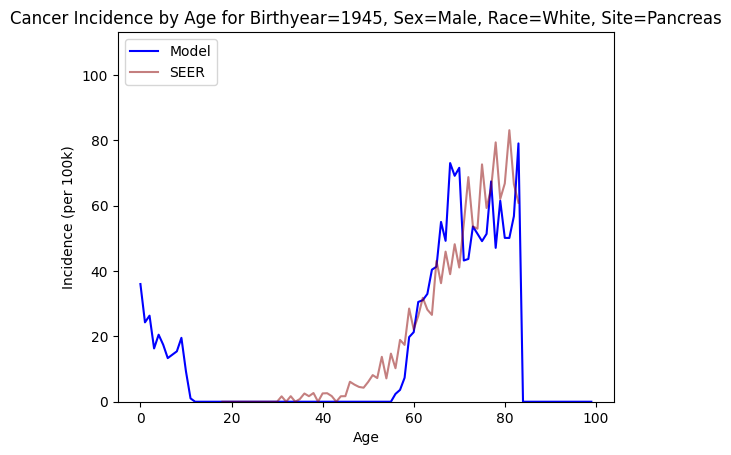 Cancer Incidence by Age for Birthyear=1945, Sex=Male, Race=White, Site=Pancreas
Model
SEER
100
80
60
40
20
0
Incidence (per 100k)
0 20 40 60 80 100
Age